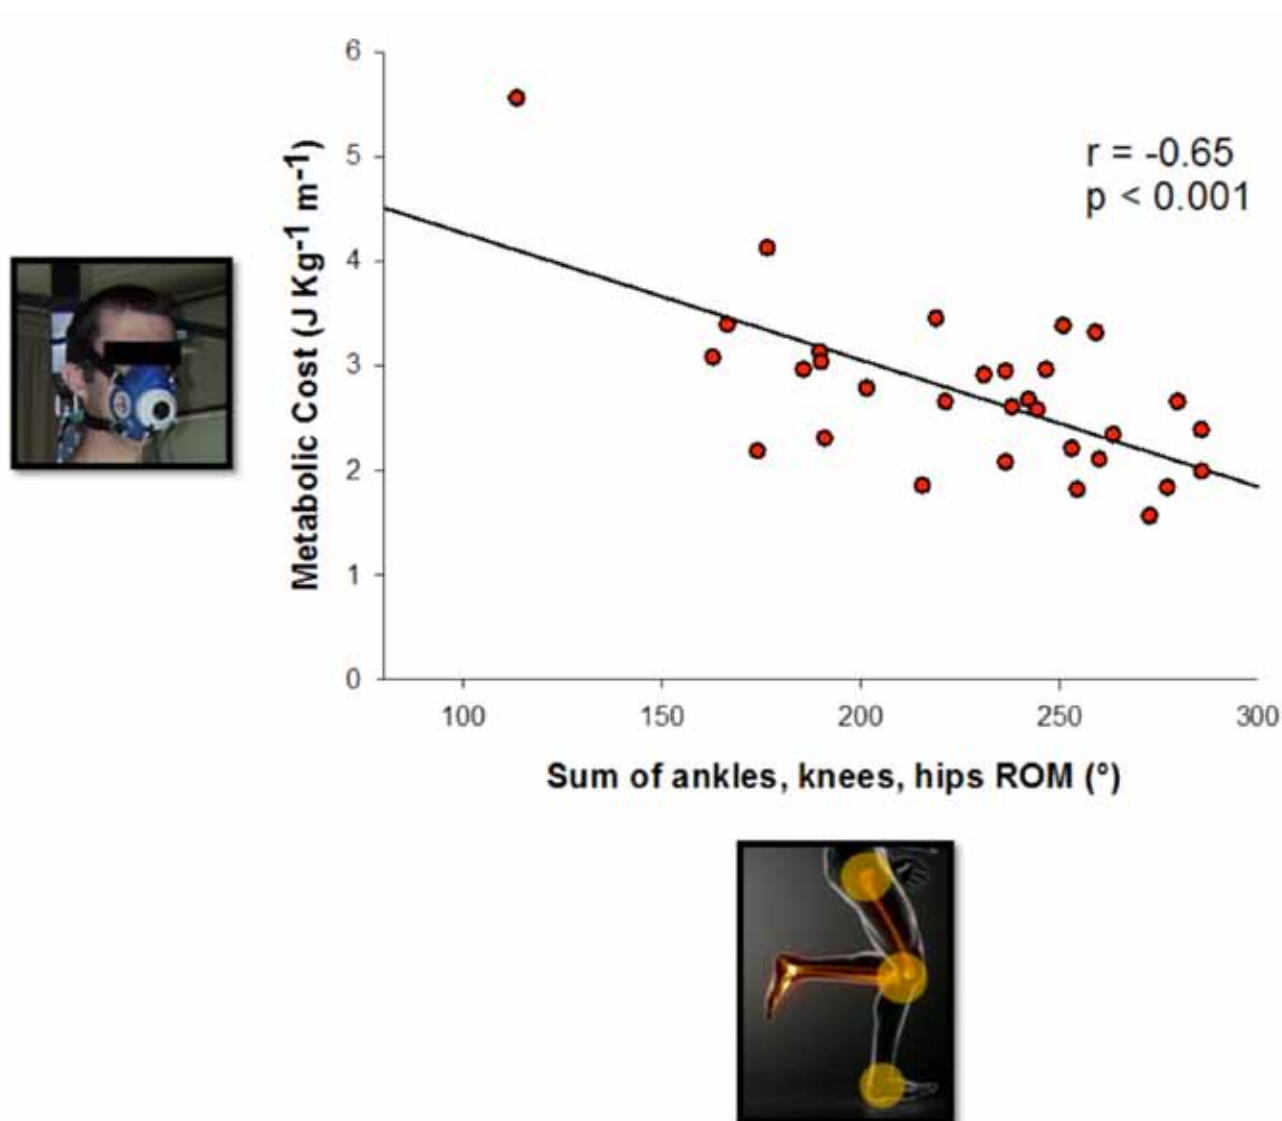 6
5
4
3
2
1
0
Metabolic Cost (J Kg⁻¹ m⁻¹)
r = -0.65
p < 0.001
100 150 200 250 300
Sum of ankles, knees, hips ROM (°)